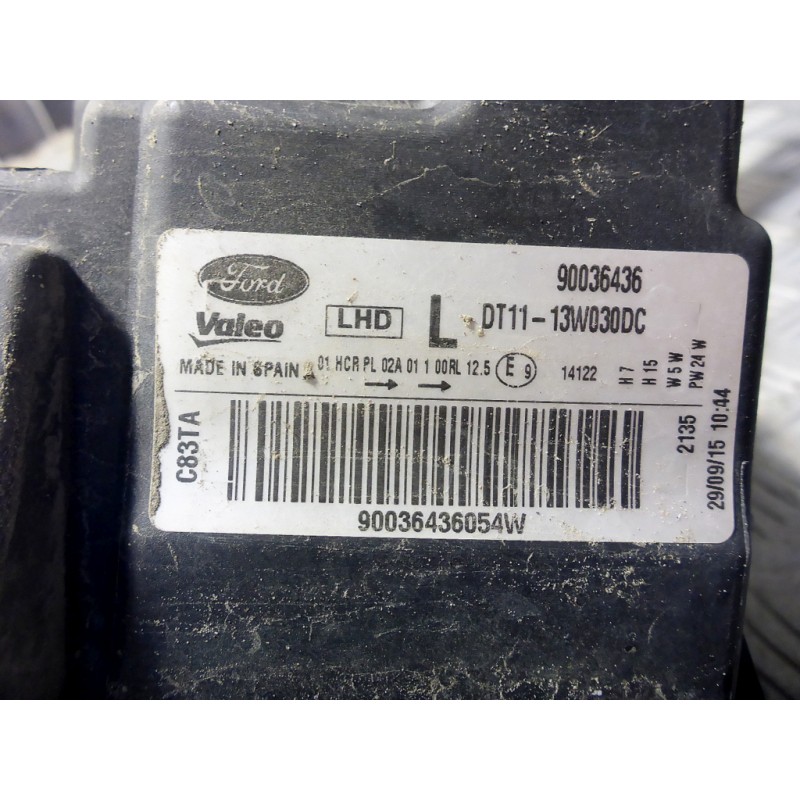 Ford
90036436
Valeo
LHD
L
DT11-13W030DC
MADE IN SPAIN
01 HCR PL 02A 01 1 00RL 12.5
E 9
14122
H7
H15
W5W
PW24W
C83TA
2135
29/09/15 10:44
90036436054W